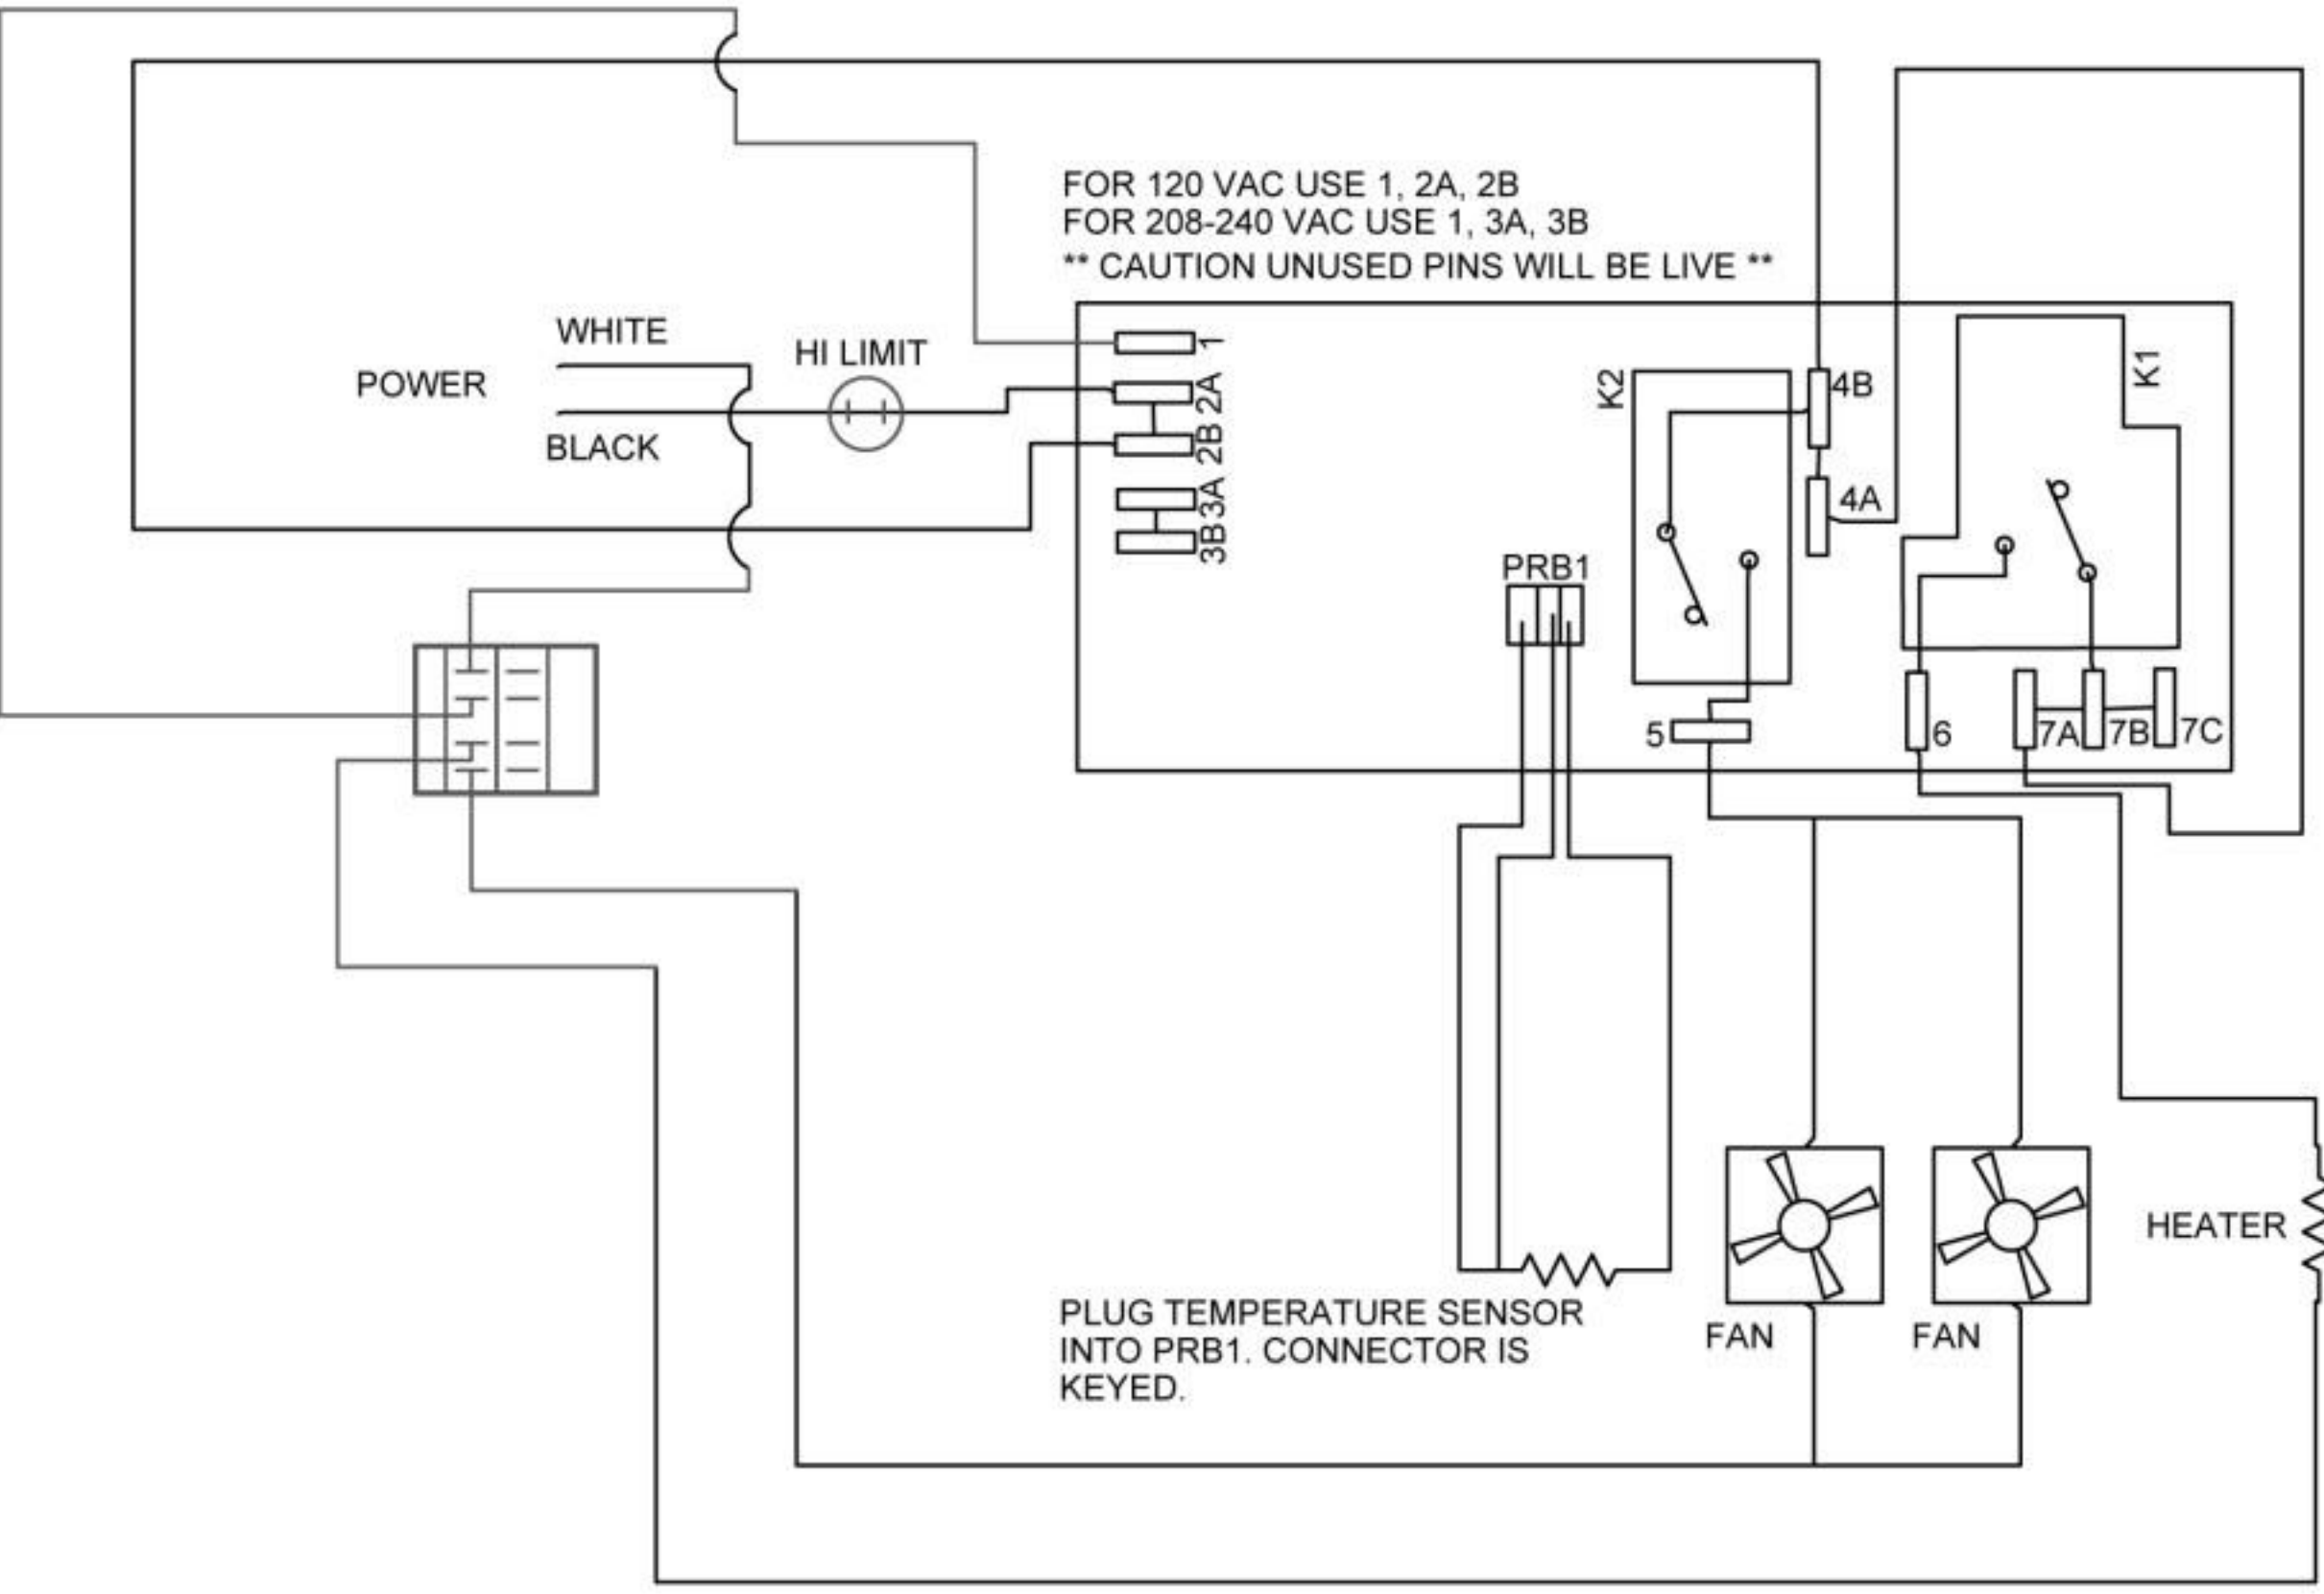 FOR 120 VAC USE 1, 2A, 2B
FOR 208-240 VAC USE 1, 3A, 3B
** CAUTION UNUSED PINS WILL BE LIVE **
WHITE
POWER
BLACK
HI LIMIT
1
2A
2B
3A
3B
PRB1
K2
4B
4A
K1
5
6
7A
7B
7C
HEATER
FAN
FAN
PLUG TEMPERATURE SENSOR
INTO PRB1. CONNECTOR IS
KEYED.